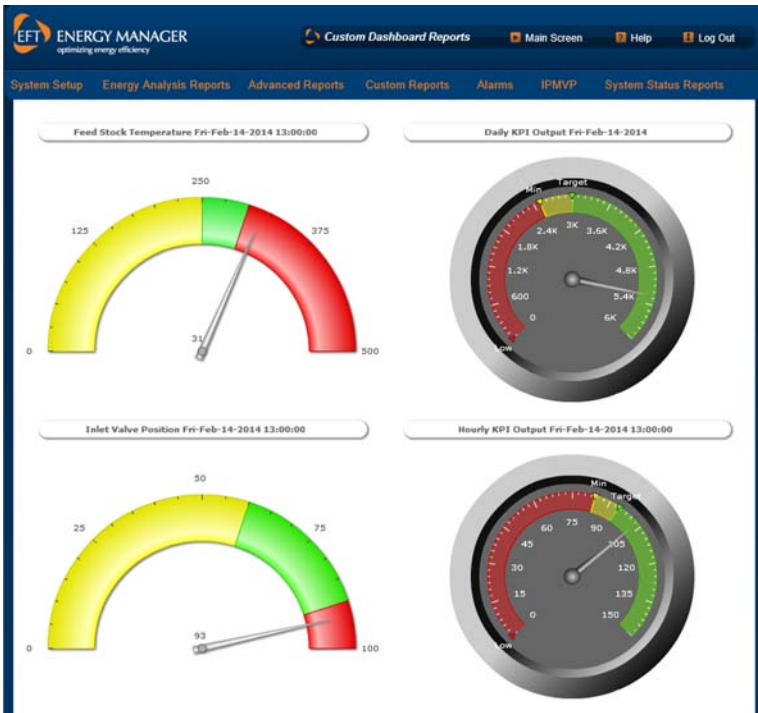 EFT ENERGY MANAGER
optimizing energy efficiency
Custom Dashboard Reports Main Screen Help Log Out
System Setup Energy Analysis Reports Advanced Reports Custom Reports Alarms IPMVP System Status Reports
Feed Stock Temperature Fri-Feb-14-2014 13:00:00
0
125
250
375
500
Daily KPI Output Fri-Feb-14-2014
Low
Min
Target
0
600
1.2K
1.8K
2.4K
3K
3.6K
4.2K
4.8K
5.4K
6K
Inlet Valve Position Fri-Feb-14-2014 13:00:00
0
25
50
75
100
93
Hourly KPI Output Fri-Feb-14-2014 13:00:00
Low
Min
Target
0
15
30
45
60
75
90
105
120
135
150